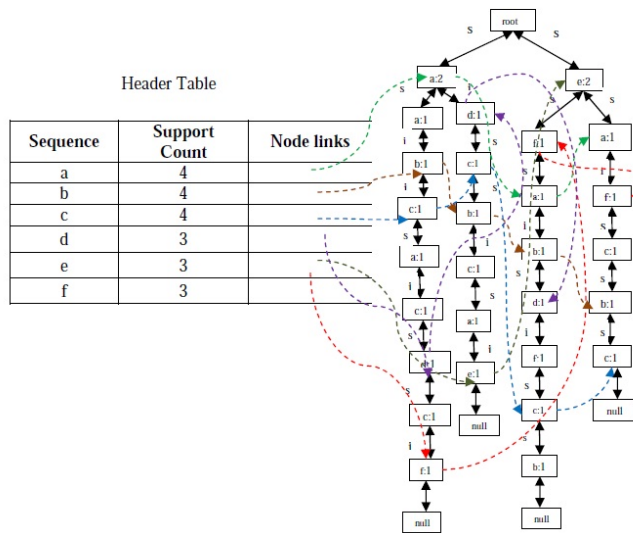 Header Table
Sequence
Support Count
Node links
a 4
b 4
c 4
d 3
e 3
f 3
root
s
s
a:2
s
a:1
i
b:1
i
c:1
s
a:1
i
c:1
s
s
c:1
i
f:1
null
i
d:1
s
c:1
s
b:1
i
c:1
s
a:1
i
e:1
null
e:2
s
s
a:1
s
b:1
s
d:1
i
f:1
s
c:1
s
b:1
null
s
a:1
s
f:1
s
c:1
s
b:1
s
c:1
null